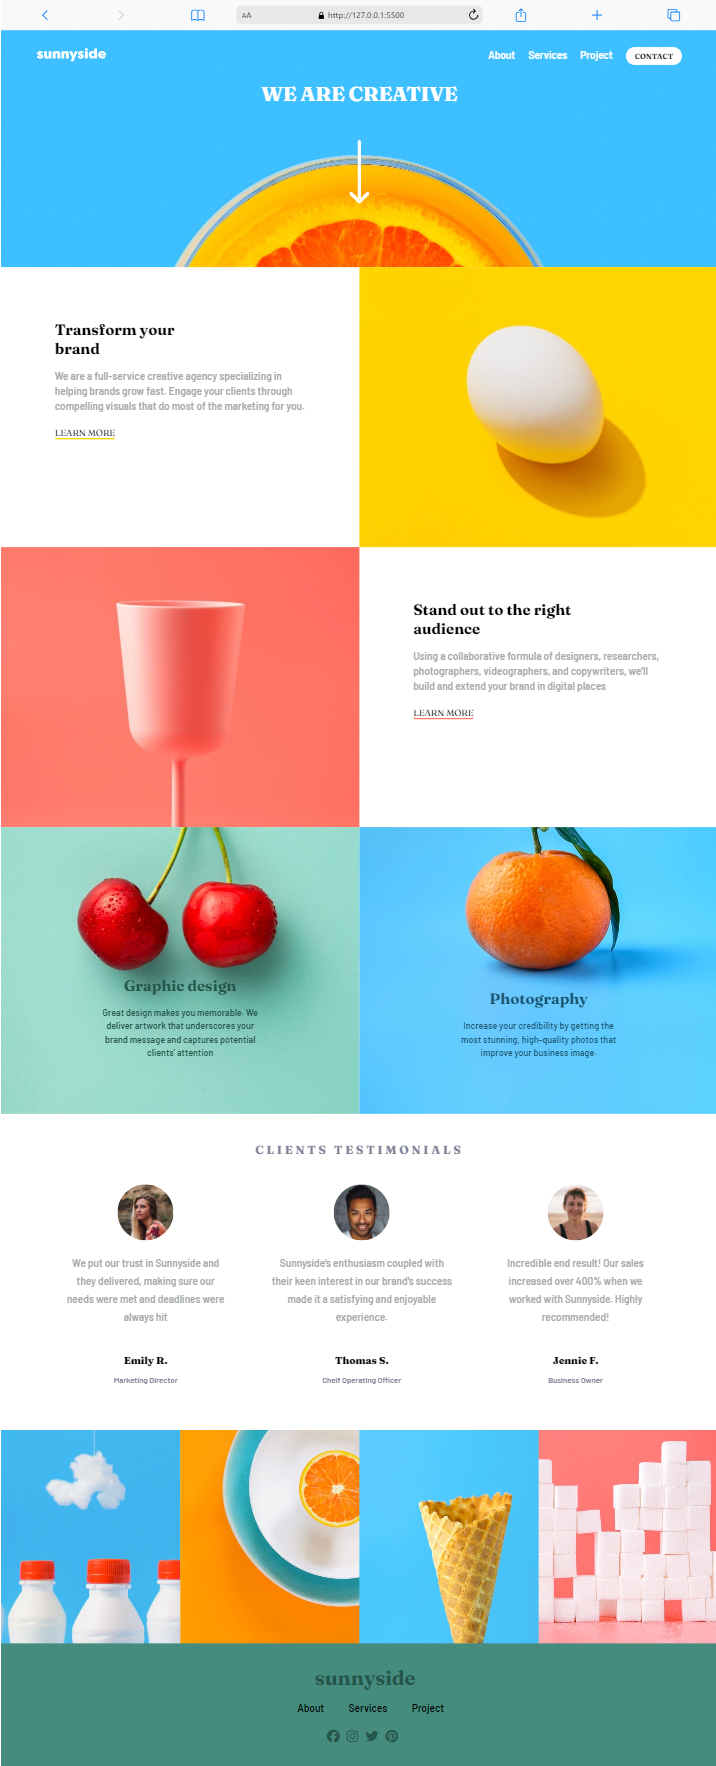 AA http://127.0.0.1:5500
sunnyside
About Services Project CONTACT
WE ARE CREATIVE
Transform your
brand
We are a full-service creative agency specializing in
helping brands grow fast. Engage your clients through
compelling visuals that do most of the marketing for you.
LEARN MORE
Stand out to the right
audience
Using a collaborative formula of designers, researchers,
photographers, videographers, and copywriters, we'll
build and extend your brand in digital places
LEARN MORE
Graphic design
Great design makes you memorable. We
deliver artwork that underscores your
brand message and captures potential
clients' attention
Photography
Increase your credibility by getting the
most stunning, high-quality photos that
improve your business image.
CLIENTS TESTIMONIALS
We put our trust in Sunnyside and
they delivered, making sure our
needs were met and deadlines were
always hit
Emily R.
Marketing Director
Sunnyside's enthusiasm coupled with
their keen interest in our brand's success
made it a satisfying and enjoyable
experience.
Thomas S.
Cheif Operating Officer
Incredible end result! Our sales
increased over 400% when we
worked with Sunnyside. Highly
recommended!
Jennie F.
Business Owner
sunnyside
About Services Project